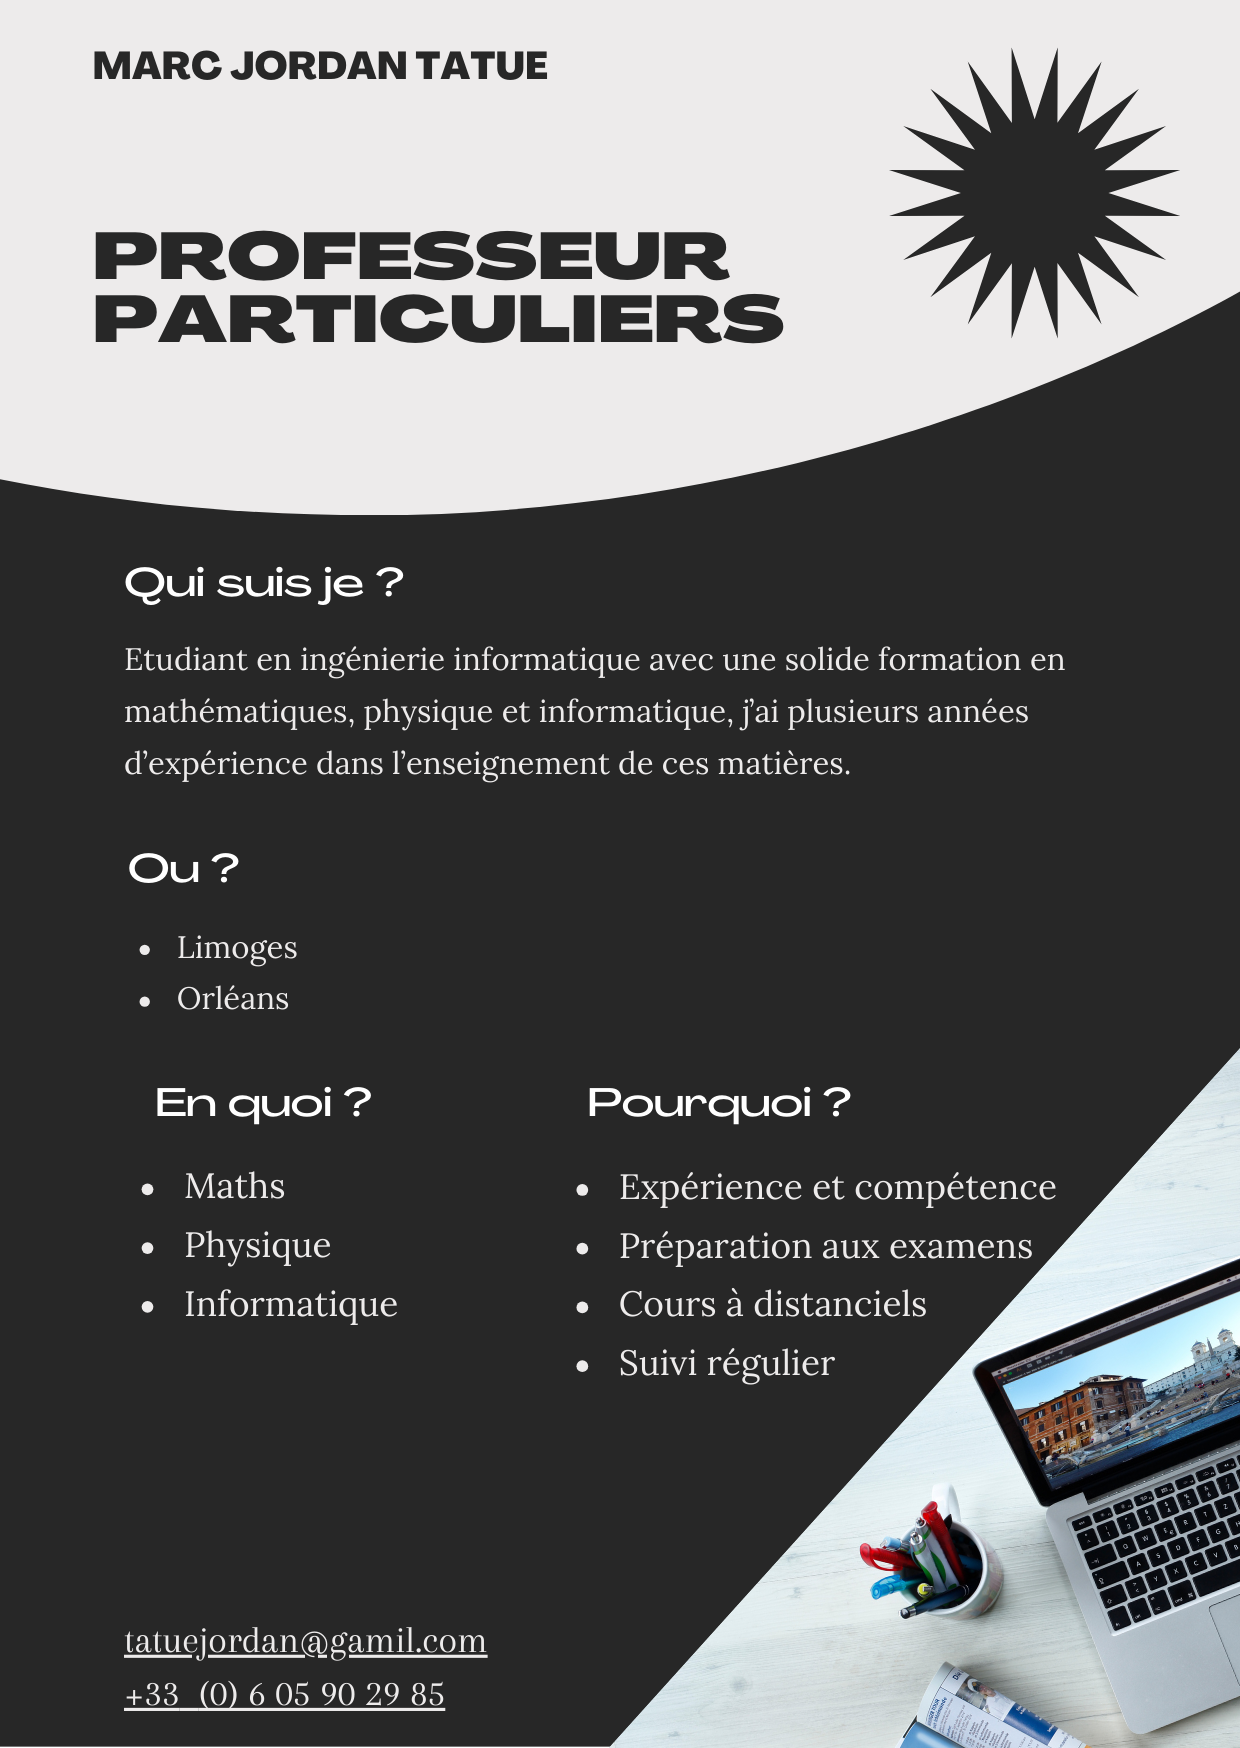 MARC JORDAN TATUE
PROFESSEUR
PARTICULIERS
Qui suis je ?
Etudiant en ingénierie informatique avec une solide formation en
mathématiques, physique et informatique, j’ai plusieurs années
d’expérience dans l’enseignement de ces matières.
Ou ?
• Limoges
• Orléans
En quoi ?
• Maths
• Physique
• Informatique
Pourquoi ?
• Expérience et compétence
• Préparation aux examens
• Cours à distanciels
• Suivi régulier
tatuejordan@gamil.com
+33 (0) 6 05 90 29 85